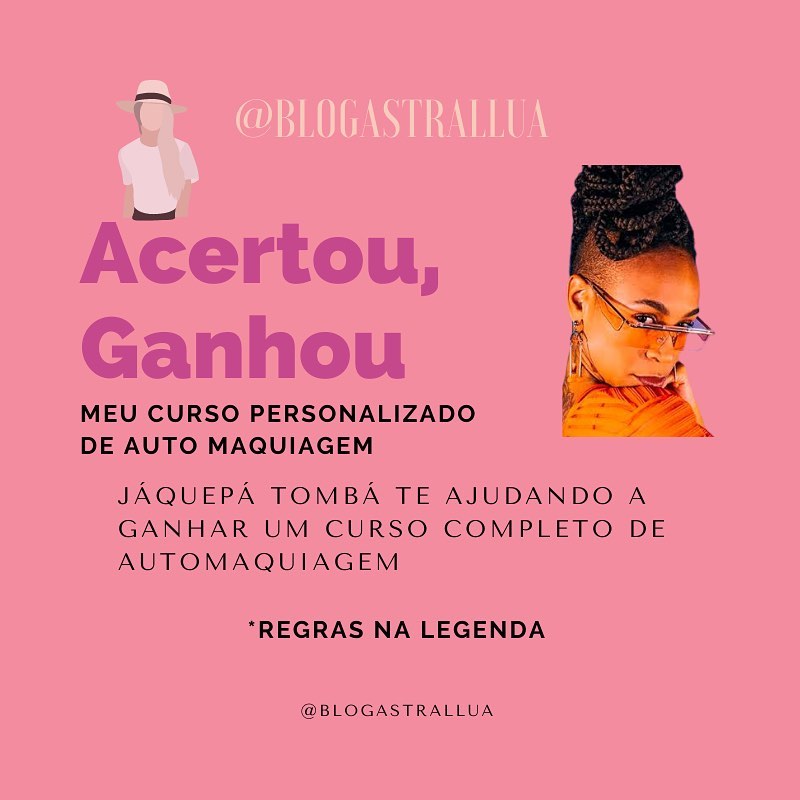 @BLOGASTRALLUA
Acertou,
Ganhou
MEU CURSO PERSONALIZADO
DE AUTO MAQUIAGEM
JÁQUEPÁ TOMBÁ TE AJUDANDO A
GANHAR UM CURSO COMPLETO DE
AUTOMAQUIAGEM
*REGRAS NA LEGENDA
@BLOGASTRALLUA